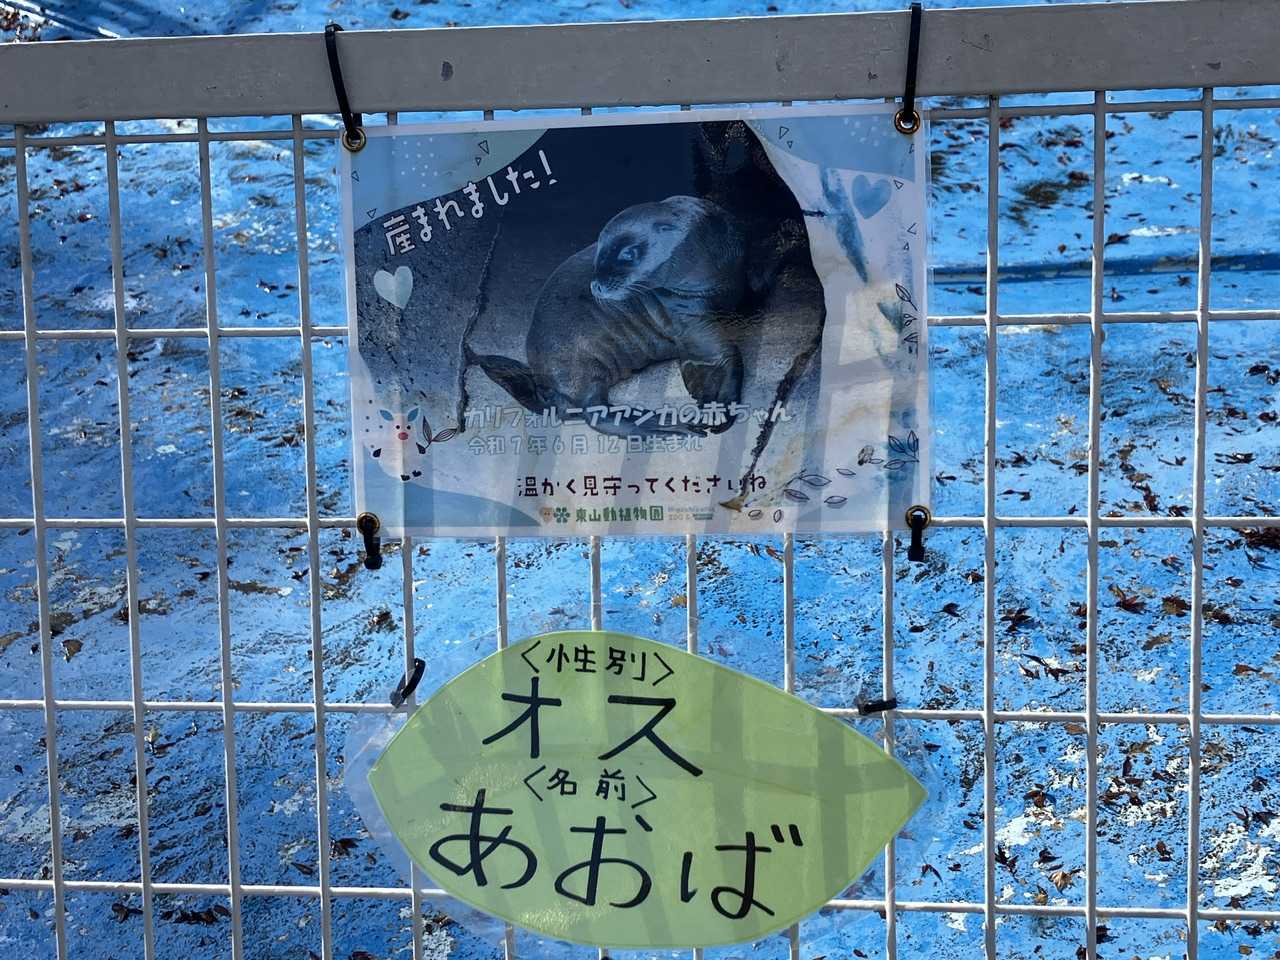 産まれました!
カリフォルニアアシカの赤ちゃん
令和7年6月12日生まれ
温かく見守ってくださいね
東山動植物園
<性別>
オス
<名前>
あおば